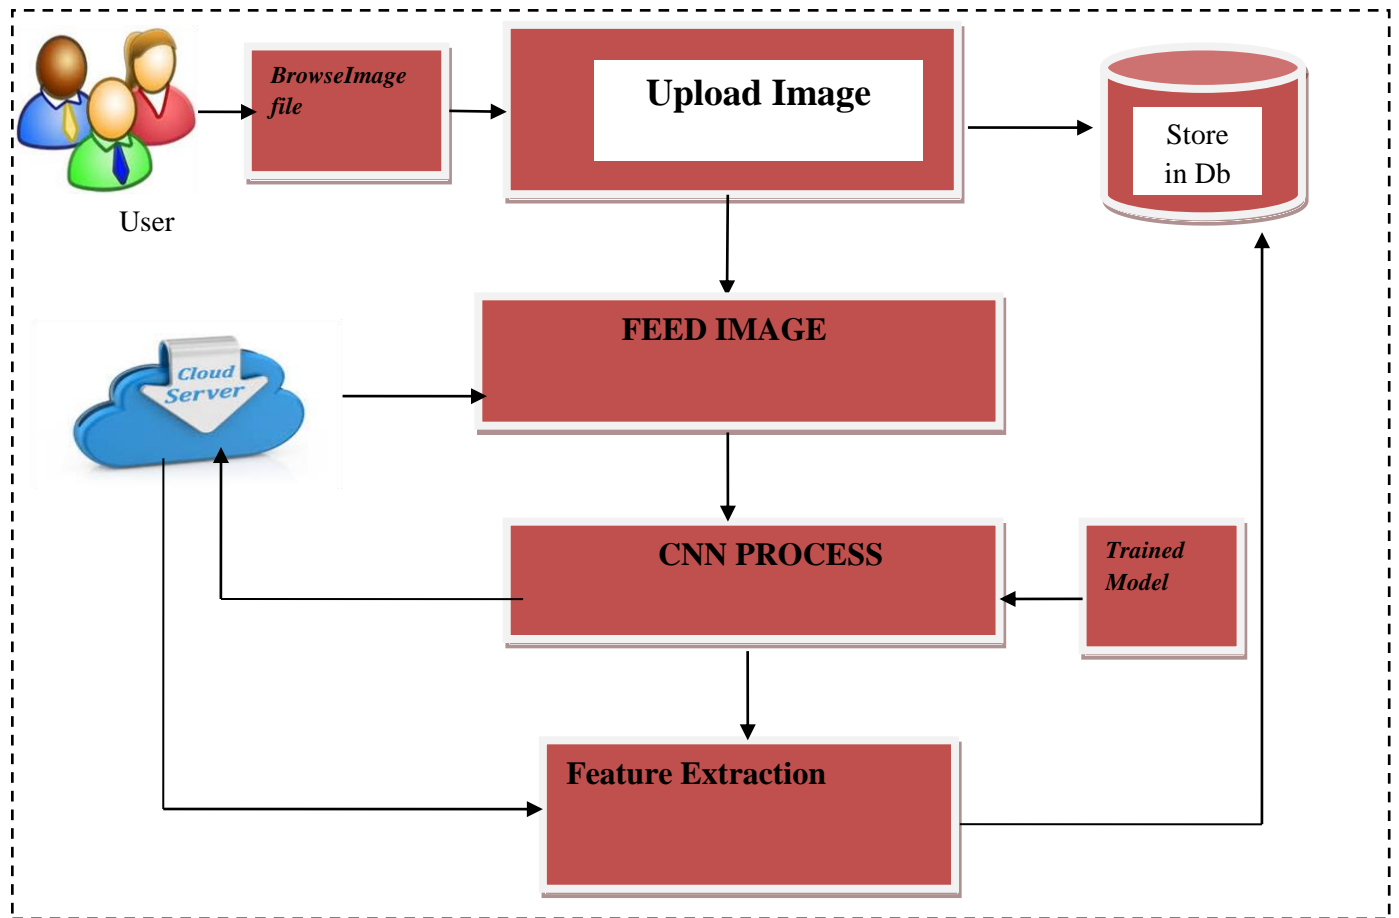 BrowseImage
file
Upload Image
Store
in Db
User
FEED IMAGE
Cloud
Server
CNN PROCESS
Trained
Model
Feature Extraction